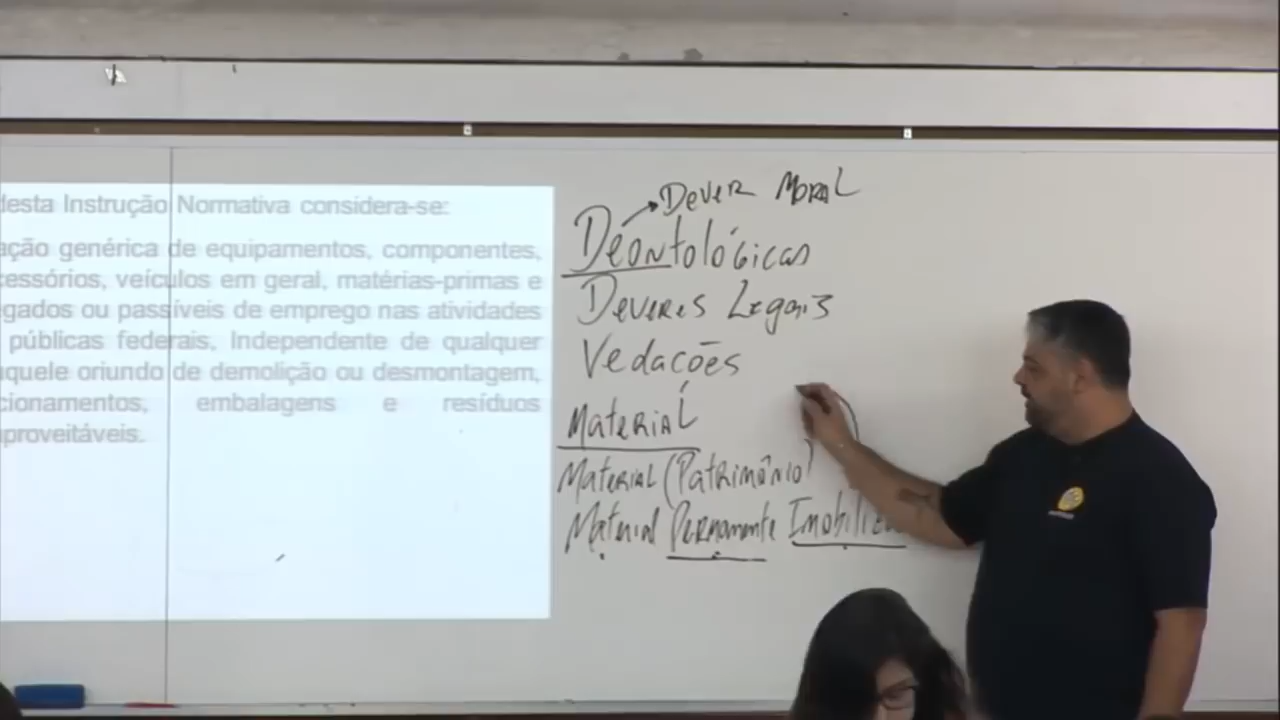 desta Instrução Normativa considera-se:
ação genérica de equipamentos, componentes,
cessórios, veículos em geral, matérias-primas e
gados ou passíveis de emprego nas atividades
públicas federais, Independente de qualquer
aquele oriundo de demolição ou desmontagem,
cionamentos, embalagens e resíduos
aproveitáveis.
Dever Moral
Deontológicas
Deveres Legais
Vedações
Material
Material (Patrimônio)
Material Permanente Imobiliza